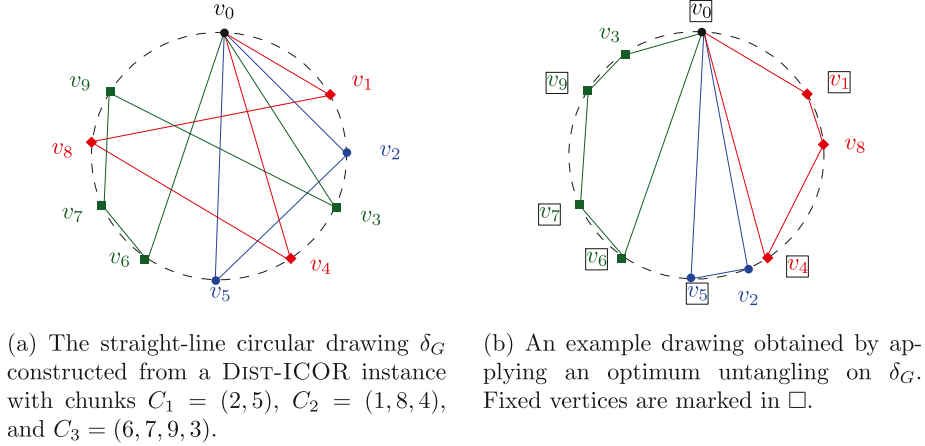 v₀
v₁
v₉
v₂
v₈
v₃
v₇
v₆
v₄
v₅
(a) The straight-line circular drawing δ_G
constructed from a DIST-ICOR instance
with chunks C₁ = (2, 5), C₂ = (1, 8, 4),
and C₃ = (6, 7, 9, 3).
v₀
v₃
v₉
v₁
v₈
v₇
v₆
v₄
v₅
v₂
(b) An example drawing obtained by ap-
plying an optimum untangling on δ_G.
Fixed vertices are marked in □.